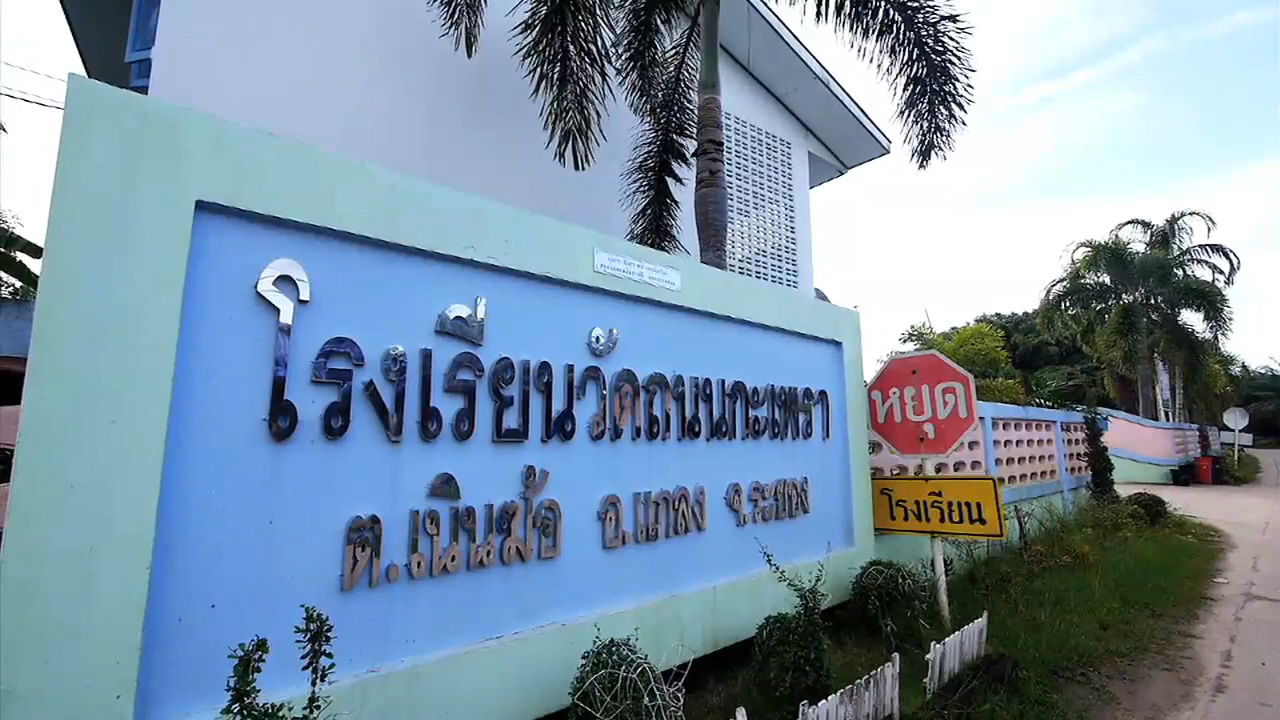 โรงเรียนวัดถนนกะเพรา
ต.เนินฆ้อ อ.แกลง จ.ระยอง
หยุด
โรงเรียน